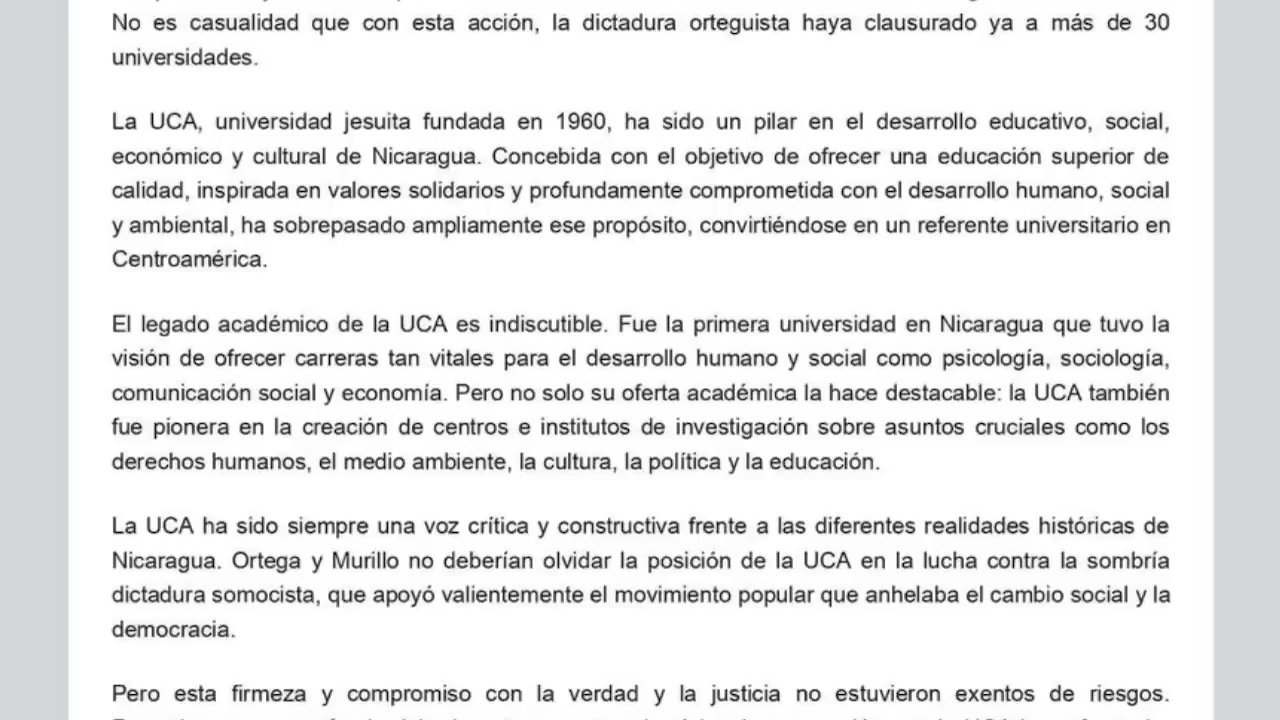 No es casualidad que con esta acción, la dictadura orteguista haya clausurado ya a más de 30
universidades.
La UCA, universidad jesuita fundada en 1960, ha sido un pilar en el desarrollo educativo, social,
económico y cultural de Nicaragua. Concebida con el objetivo de ofrecer una educación superior de
calidad, inspirada en valores solidarios y profundamente comprometida con el desarrollo humano, social
y ambiental, ha sobrepasado ampliamente ese propósito, convirtiéndose en un referente universitario en
Centroamérica.
El legado académico de la UCA es indiscutible. Fue la primera universidad en Nicaragua que tuvo la
visión de ofrecer carreras tan vitales para el desarrollo humano y social como psicología, sociología,
comunicación social y economía. Pero no solo su oferta académica la hace destacable: la UCA también
fue pionera en la creación de centros e institutos de investigación sobre asuntos cruciales como los
derechos humanos, el medio ambiente, la cultura, la política y la educación.
La UCA ha sido siempre una voz crítica y constructiva frente a las diferentes realidades históricas de
Nicaragua. Ortega y Murillo no deberían olvidar la posición de la UCA en la lucha contra la sombría
dictadura somocista, que apoyó valientemente el movimiento popular que anhelaba el cambio social y la
democracia.
Pero esta firmeza y compromiso con la verdad y la justicia no estuvieron exentos de riesgos.